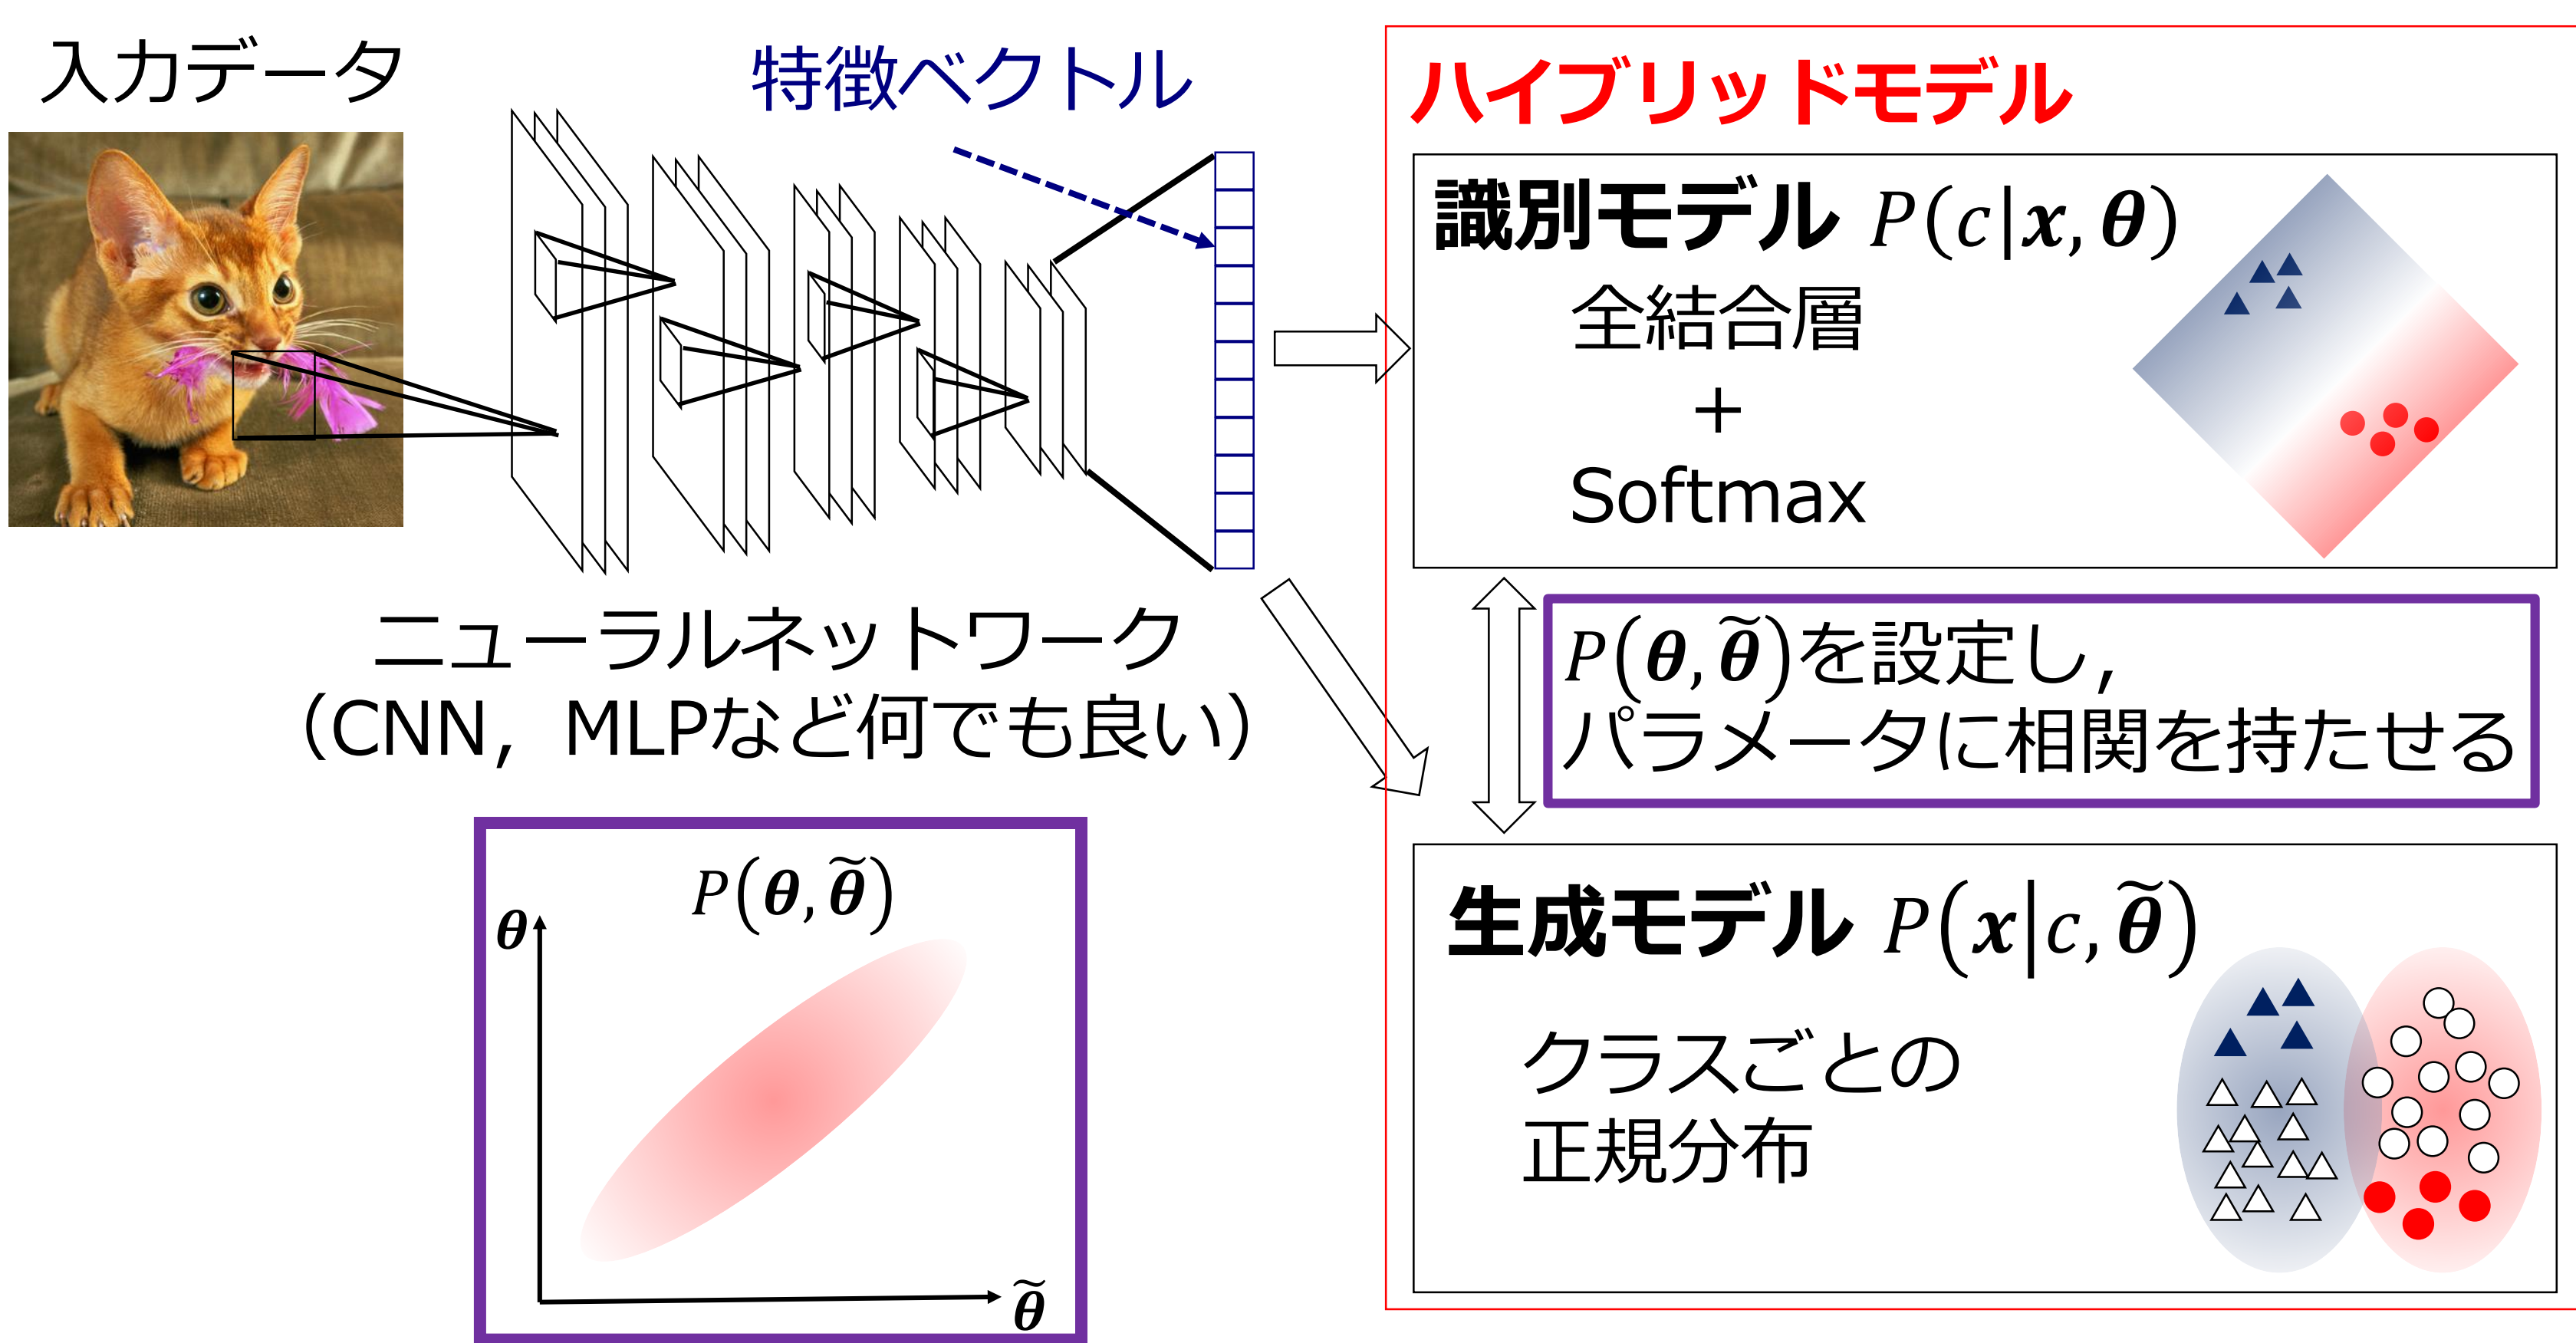 入力データ
特徴ベクトル
ニューラルネットワーク
（CNN，MLPなど何でも良い）
ハイブリッドモデル
識別モデル P(c|x, θ)
全結合層
+
Softmax
P(θ, θ̃)を設定し,
パラメータに相関を持たせる
生成モデル P(x|c, θ̃)
クラスごとの
正規分布
P(θ, θ̃)
θ
θ̃